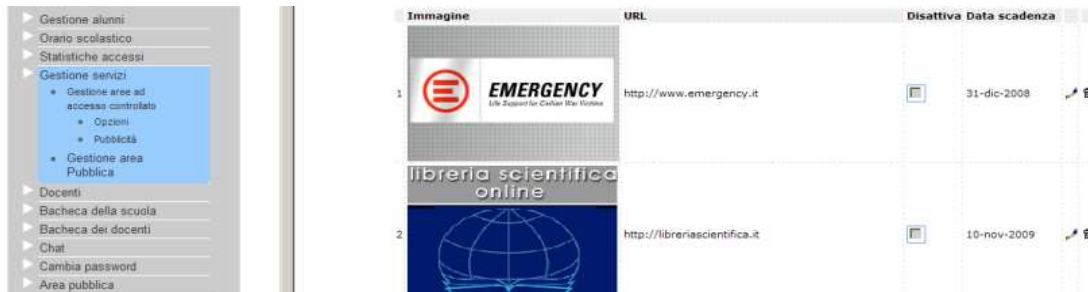 Gestione alunni
Orario scolastico
Statistiche accessi
Gestione servizi
Gestione aree ad
accesso controllato
Opzioni
Pubblicità
Gestione area
Pubblica
Docenti
Bacheca della scuola
Bacheca dei docenti
Chat
Cambia password
Area pubblica
Immagine URL Disattiva Data scadenza
1 EMERGENCY http://www.emergency.it 31-dic-2008
Life Support for Civilian War Victims
libreria scientifica
online
2 http://libreriascientifica.it 10-nov-2009